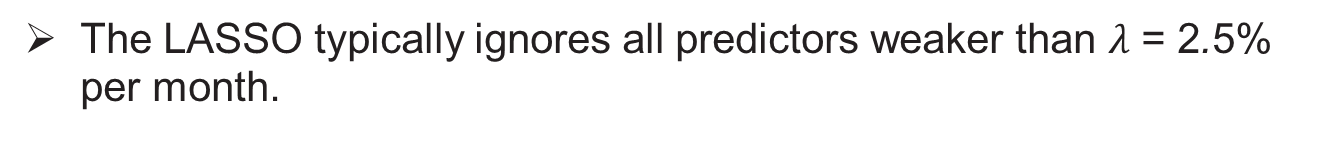 ➢ The LASSO typically ignores all predictors weaker than λ = 2.5%
per month.